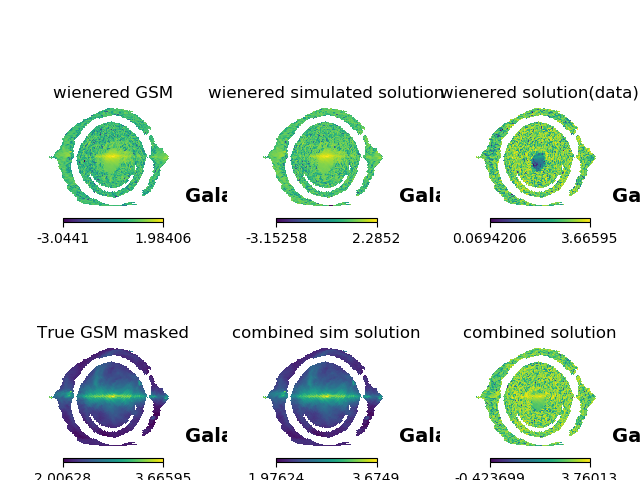 wienered GSM
wienered simulated solution
wienered solution(data)
Gala
Gala
Ga
-3.0441 1.98406
-3.15258 2.2852
0.0694206 3.66595
True GSM masked
combined sim solution
combined solution
Gala
Gala
Ga
2.00628 3.66595
1.97624 3.6749
-0.423699 3.76013